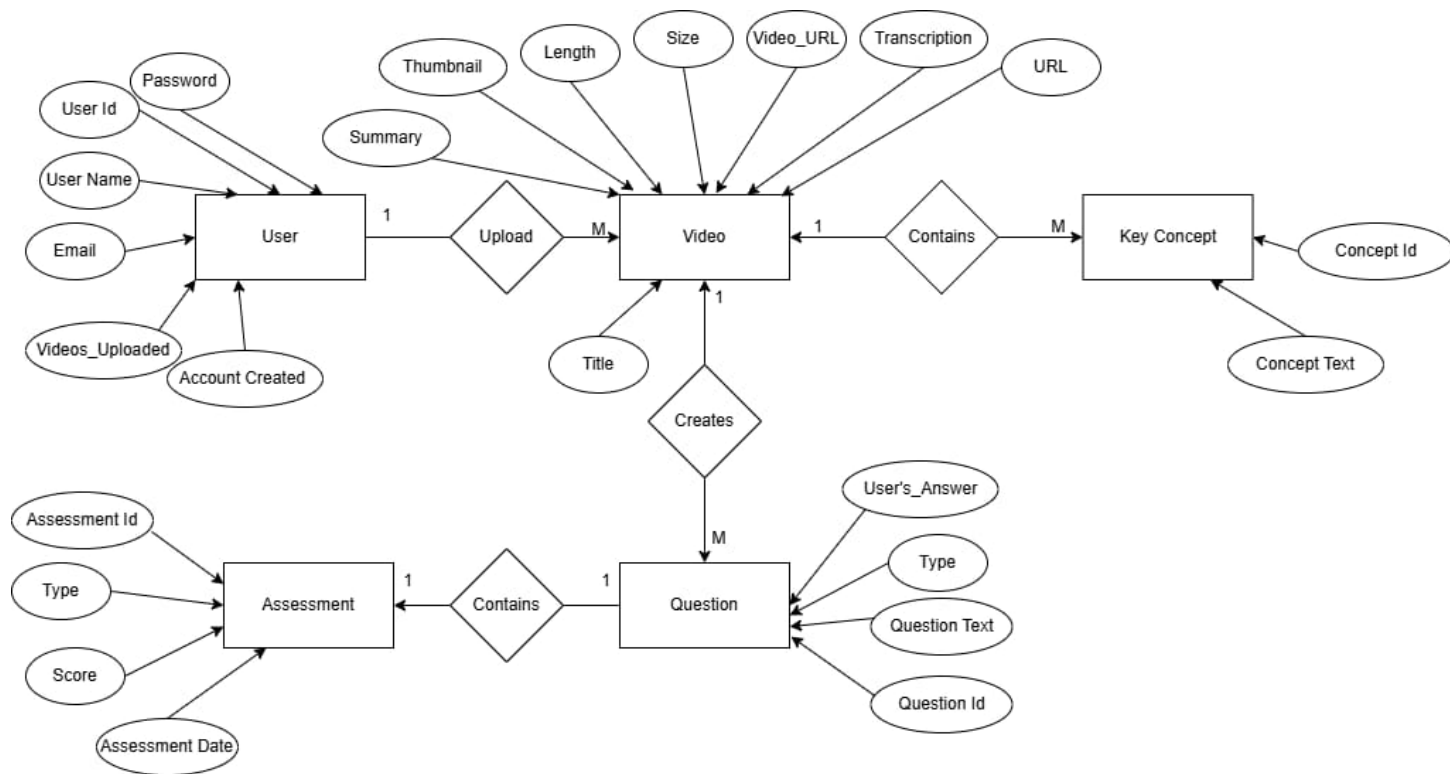 Size
Video_URL
Transcription
Length
Thumbnail
URL
Password
User Id
Summary
User Name
1
User
Upload
M
Video
1
Contains
M
Key Concept
Email
Concept Id
1
Videos_Uploaded
Account Created
Title
Concept Text
Creates
User's_Answer
Assessment Id
M
Type
Type
1
Contains
1
Assessment
Question
Question Text
Score
Question Id
Assessment Date